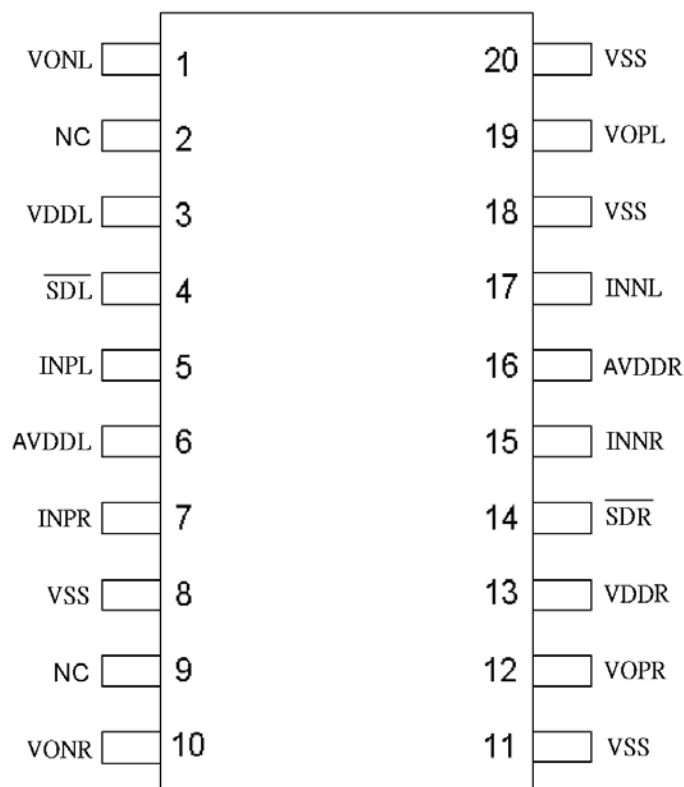 VONL 1 20 VSS
NC 2 19 VOPL
VDDL 3 18 VSS
S̅D̅L̅ 4 17 INNL
INPL 5 16 AVDDR
AVDDL 6 15 INNR
INPR 7 14 S̅D̅R̅
VSS 8 13 VDDR
NC 9 12 VOPR
VONR 10 11 VSS